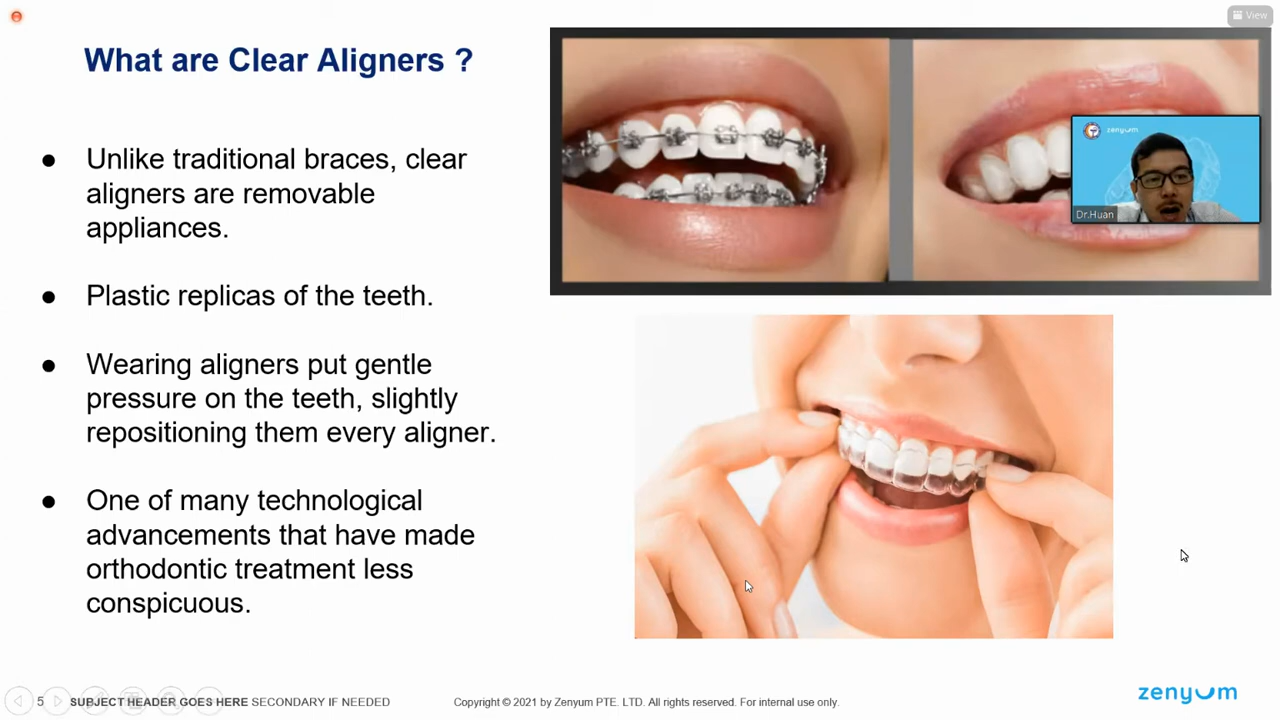 View
What are Clear Aligners ?
● Unlike traditional braces, clear
aligners are removable
appliances.
● Plastic replicas of the teeth.
● Wearing aligners put gentle
pressure on the teeth, slightly
repositioning them every aligner.
● One of many technological
advancements that have made
orthodontic treatment less
conspicuous.
zenyum
Dr.Huan
5 SUBJECT HEADER GOES HERE SECONDARY IF NEEDED
Copyright © 2021 by Zenyum PTE. LTD. All rights reserved. For internal use only.
zenyum